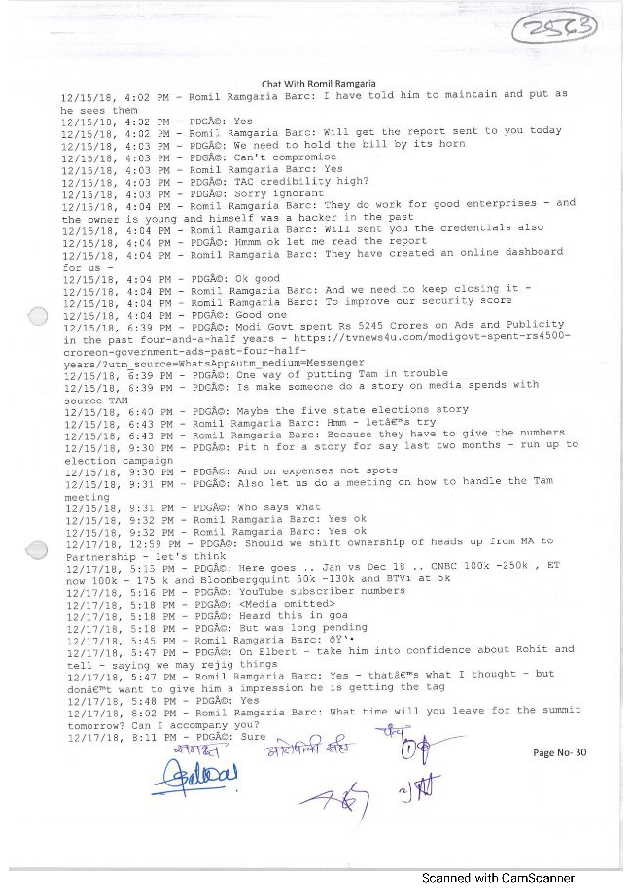 2563
Chat With Romil Ramgaria
12/15/18, 4:02 PM - Romil Ramgaria Barc: I have told him to maintain and put as
he sees them
12/15/18, 4:02 PM - PDGÂ©: Yes
12/15/18, 4:02 PM - Romil Ramgaria Barc: Will get the report sent to you today
12/15/18, 4:03 PM - PDGÂ©: We need to hold the bill by its horn
12/15/18, 4:03 PM - PDGÂ©: Can't compromise
12/15/18, 4:03 PM - Romil Ramgaria Barc: Yes
12/15/18, 4:03 PM - PDGÂ©: TAC credibility high?
12/15/18, 4:03 PM - PDGÂ©: Sorry ignorant
12/15/18, 4:04 PM - Romil Ramgaria Barc: They do work for good enterprises - and
the owner is young and himself was a hacker in the past
12/15/18, 4:04 PM - Romil Ramgaria Barc: Will sent you the credentials also
12/15/18, 4:04 PM - PDGÂ©: Hmmm ok let me read the report
12/15/18, 4:04 PM - Romil Ramgaria Barc: They have created an online dashboard
for us -
12/15/18, 4:04 PM - PDGÂ©: Ok good
12/15/18, 4:04 PM - Romil Ramgaria Barc: And we need to keep closing it -
12/15/18, 4:04 PM - Romil Ramgaria Barc: To improve our security score
12/15/18, 4:04 PM - PDGÂ©: Good one
12/15/18, 6:39 PM - PDGÂ©: Modi Govt spent Rs 5245 Crores on Ads and Publicity
in the past four-and-a-half years - https://tvnews4u.com/modigovt-spent-rs4500-
croreon-government-ads-past-four-half-
years/?utm_source=WhatsApp&utm_medium=Messenger
12/15/18, 6:39 PM - PDGÂ©: One way of putting Tam in trouble
12/15/18, 6:39 PM - PDGÂ©: Is make someone do a story on media spends with
source TAM
12/15/18, 6:40 PM - PDGÂ©: Maybe the five state elections story
12/15/18, 6:43 PM - Romil Ramgaria Barc: Hmm - letâ€™s try
12/15/18, 6:43 PM - Romil Ramgaria Barc: Because they have to give the numbers
12/15/18, 9:30 PM - PDGÂ©: Pit h for a story for say last two months - run up to
election campaign
12/15/18, 9:30 PM - PDGÂ©: And on expenses not spots
12/15/18, 9:31 PM - PDGÂ©: Also let us do a meeting on how to handle the Tam
meeting
12/15/18, 9:31 PM - PDGÂ©: Who says what
12/15/18, 9:32 PM - Romil Ramgaria Barc: Yes ok
12/15/18, 9:32 PM - Romil Ramgaria Barc: Yes ok
12/17/18, 12:59 PM - PDGÂ©: Should we shift ownership of heads up from MA to
Partnership - let's think
12/17/18, 5:15 PM - PDGÂ©: Here goes .. Jan vs Dec 18 .. CNBC 100k -250k , ET
now 100k - 175 k and Bloombergquint 50k -130k and BTVi at 5k
12/17/18, 5:16 PM - PDGÂ©: YouTube subscriber numbers
12/17/18, 5:18 PM - PDGÂ©: <Media omitted>
12/17/18, 5:18 PM - PDGÂ©: Heard this in goa
12/17/18, 5:18 PM - PDGÂ©: But was long pending
12/17/18, 5:45 PM - Romil Ramgaria Barc: ðŸ‘•
12/17/18, 5:47 PM - PDGÂ©: On Elbert - take him into confidence about Rohit and
tell - saying we may rejig things
12/17/18, 5:47 PM - Romil Ramgaria Barc: Yes - thatâ€™s what I thought - but
donâ€™t want to give him a impression he is getting the tag
12/17/18, 5:48 PM - PDGÂ©: Yes
12/17/18, 8:02 PM - Romil Ramgaria Barc: What time will you leave for the summit
tomorrow? Can I accompany you?
12/17/18, 8:11 PM - PDGÂ©: Sure
पंच
Page No- 30
Scanned with CamScanner